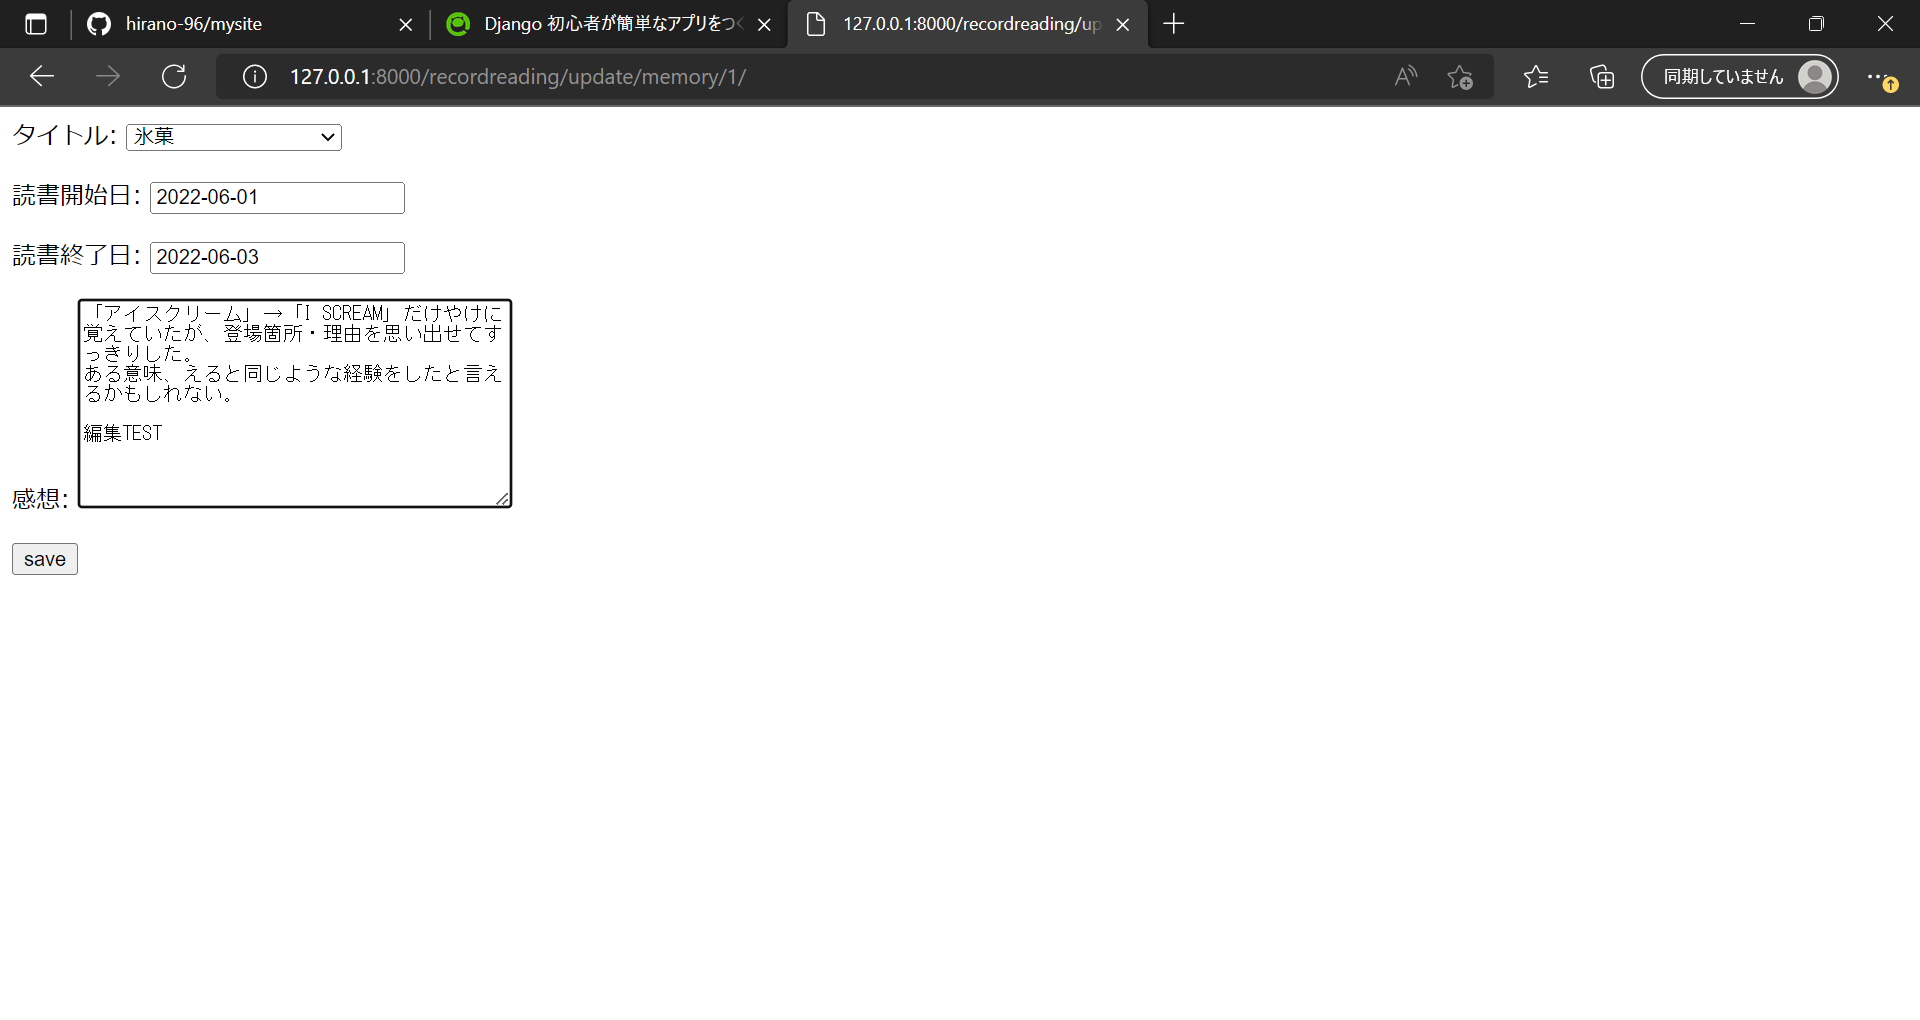 hirano-96/mysite
Django 初心者が簡単なアプリをつく
127.0.0.1:8000/recordreading/up
127.0.0.1:8000/recordreading/update/memory/1/
同期していません
タイトル: 氷菓
読書開始日: 2022-06-01
読書終了日: 2022-06-03
「アイスクリーム」→「I SCREAM」だけやけに
覚えていたが、登場箇所・理由を思い出せてす
っきりした。
ある意味、えると同じような経験をしたと言え
るかもしれない。
編集TEST
感想:
save